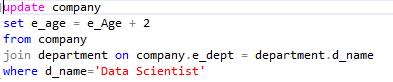 update company
set e_age = e_Age + 2
from company
join department on company.e_dept = department.d_name
where d_name='Data Scientist'